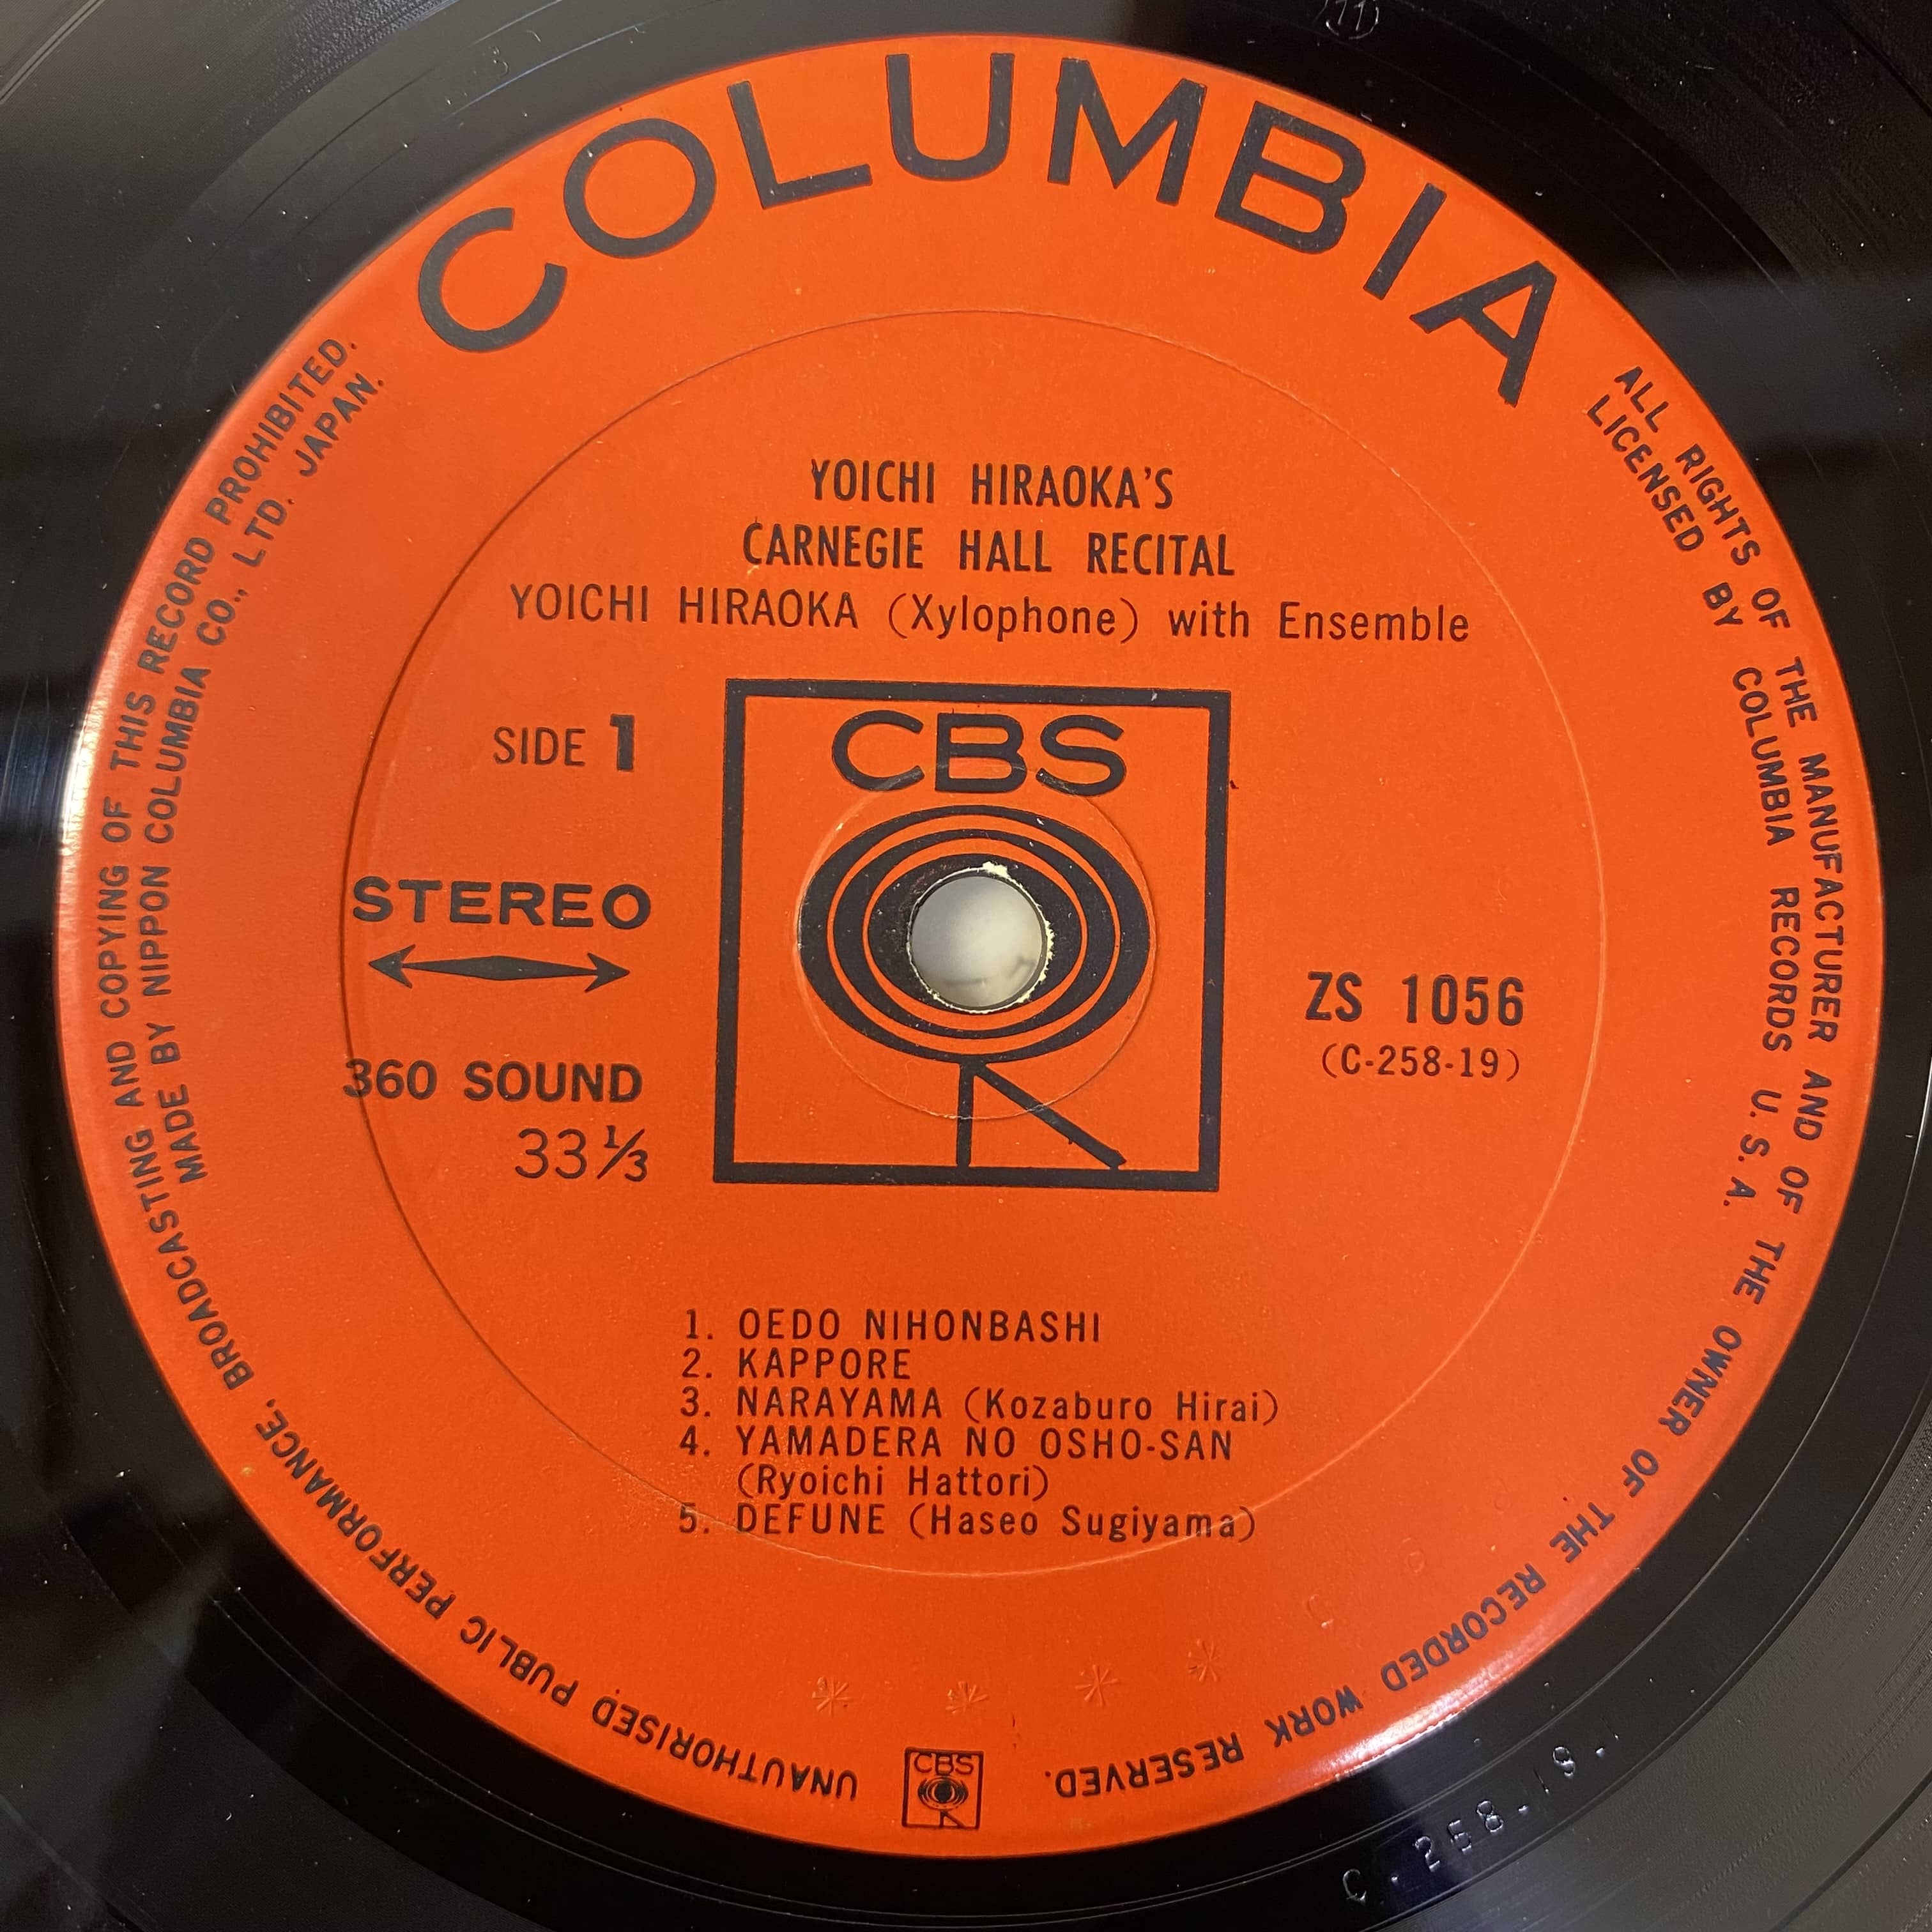 COLUMBIA
YOICHI HIRAOKA'S
CARNEGIE HALL RECITAL
YOICHI HIRAOKA (Xylophone) with Ensemble
CBS
SIDE 1
STEREO
360 SOUND
33⅓
ZS 1056
(C-258-19)
1. OEDO NIHONBASHI
2. KAPPORE
3. NARAYAMA (Kozaburo Hirai)
4. YAMADERA NO OSHO-SAN
(Ryoichi Hattori)
5. DEFUNE (Haseo Sugiyama)
ALL RIGHTS OF THE MANUFACTURER AND OF THE OWNER OF THE RECORDED WORK RESERVED.
LICENSED BY COLUMBIA RECORDS U.S.A.
CBS
UNAUTHORISED PUBLIC PERFORMANCE, BROADCASTING AND COPYING OF THIS RECORD PROHIBITED.
MADE BY NIPPON COLUMBIA CO., LTD. JAPAN.